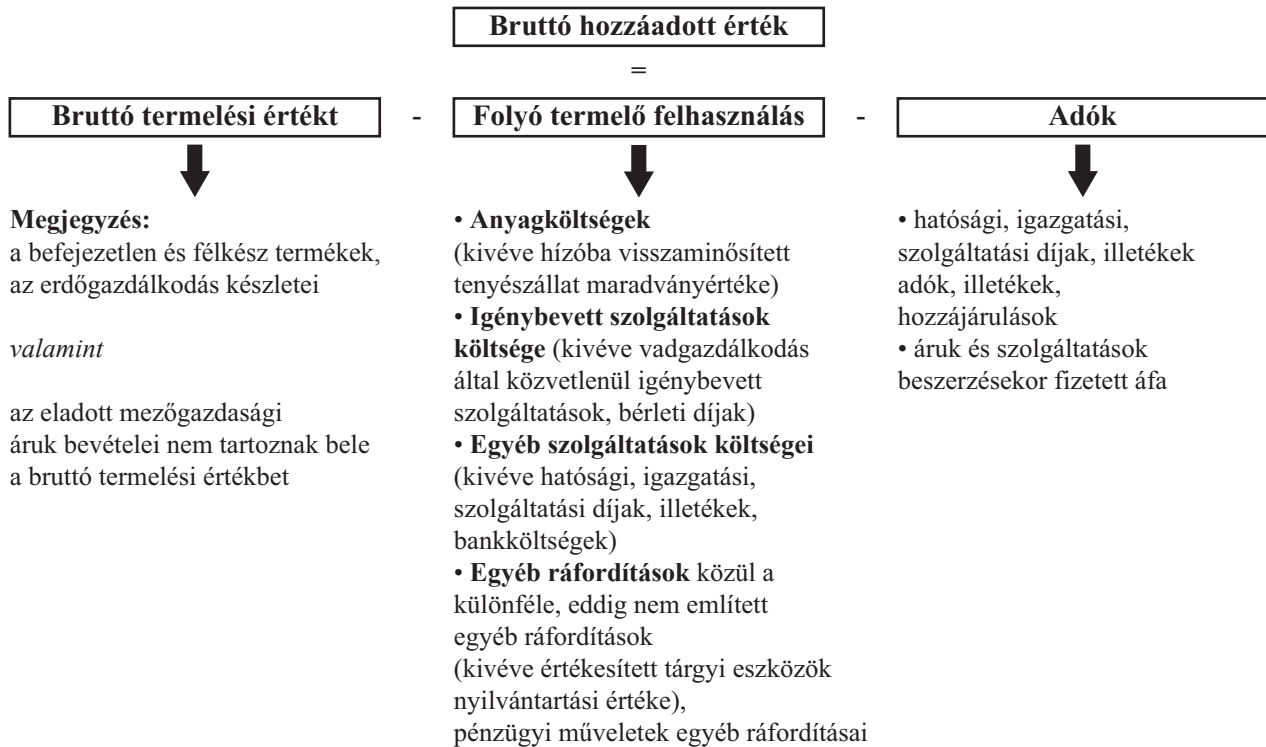 Bruttó hozzáadott érték
=
Bruttó termelési értékt - Folyó termelő felhasználás - Adók
Megjegyzés:
a befejezetlen és félkész termékek,
az erdőgazdálkodás készletei
valamint
az eladott mezőgazdasági
áruk bevételei nem tartoznak bele
a bruttó termelési értékbet
• Anyagköltségek
(kivéve hízóba visszaminősített
tenyészállat maradványértéke)
• Igénybevett szolgáltatások
költsége (kivéve vadgazdálkodás
által közvetlenül igénybevett
szolgáltatások, bérleti díjak)
• Egyéb szolgáltatások költségei
(kivéve hatósági, igazgatási,
szolgáltatási díjak, illetékek,
bankköltségek)
• Egyéb ráfordítások közül a
különféle, eddig nem említett
egyéb ráfordítások
(kivéve értékesített tárgyi eszközök
nyilvántartási értéke),
pénzügyi műveletek egyéb ráfordításai
• hatósági, igazgatási,
szolgáltatási díjak, illetékek
adók, illetékek,
hozzájárulások
• áruk és szolgáltatások
beszerzésekor fizetett áfa